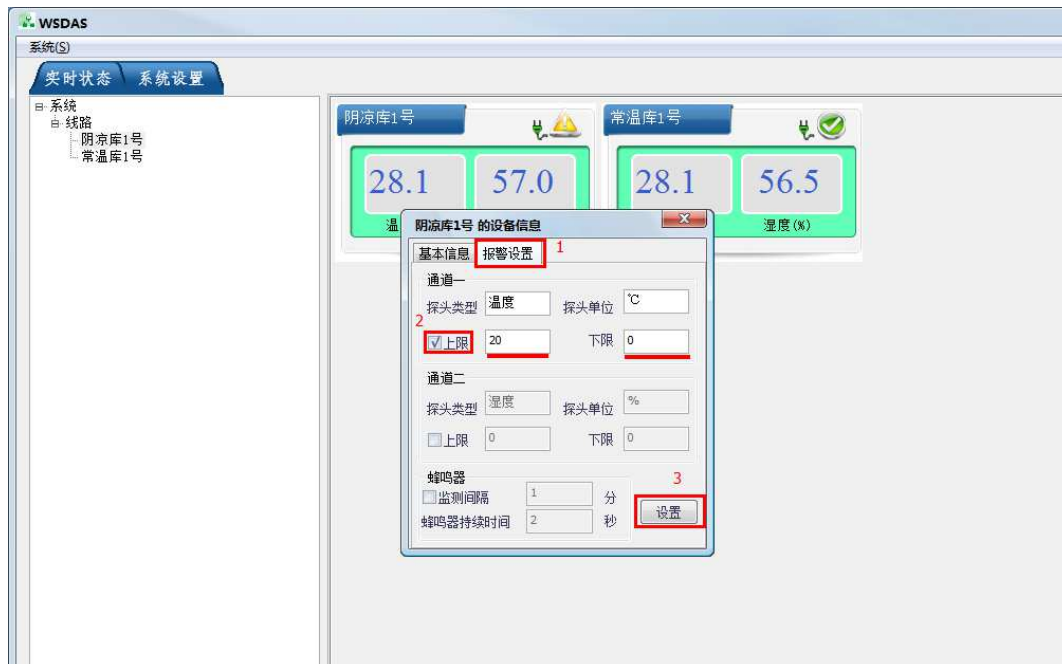 WSDAS
系统(S)
实时状态 系统设置
系统
线路
阴凉库1号
常温库1号
阴凉库1号
常温库1号
28.1 57.0
28.1 56.5
温
湿度(%)
阴凉库1号 的设备信息
基本信息 报警设置 1
通道一
探头类型 温度 探头单位 ℃
2
上限 20 下限 0
通道二
探头类型 湿度 探头单位 %
上限 0 下限 0
蜂鸣器
3
监测间隔 1 分
设置
蜂鸣器持续时间 2 秒